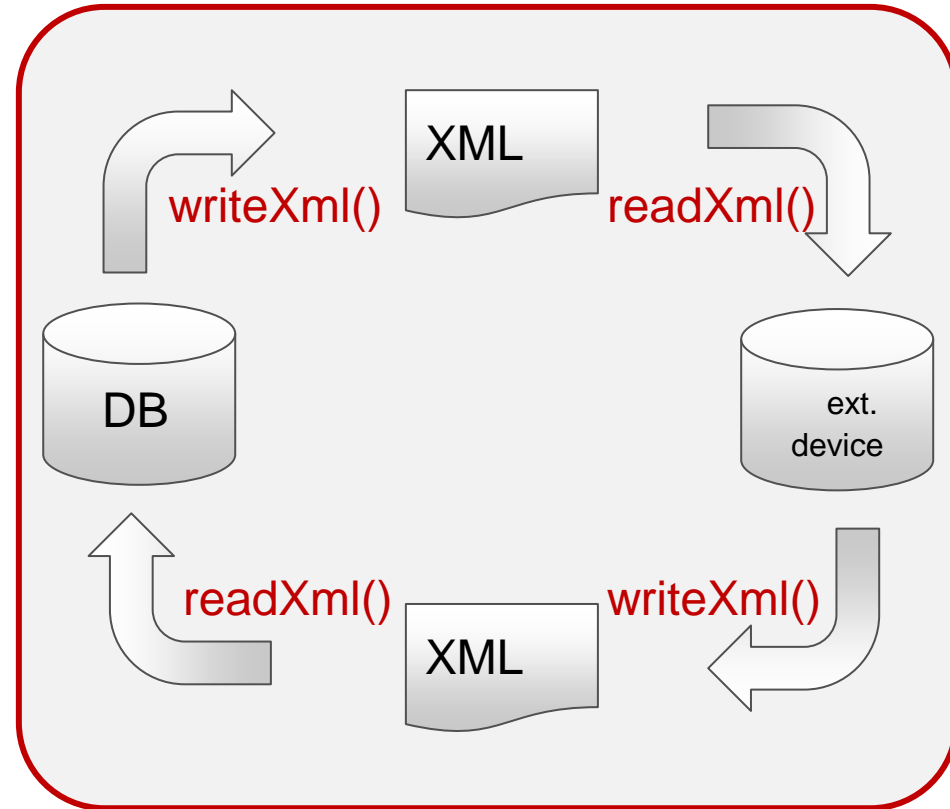 XML
writeXml()
readXml()
DB
ext.
device
readXml()
writeXml()
XML